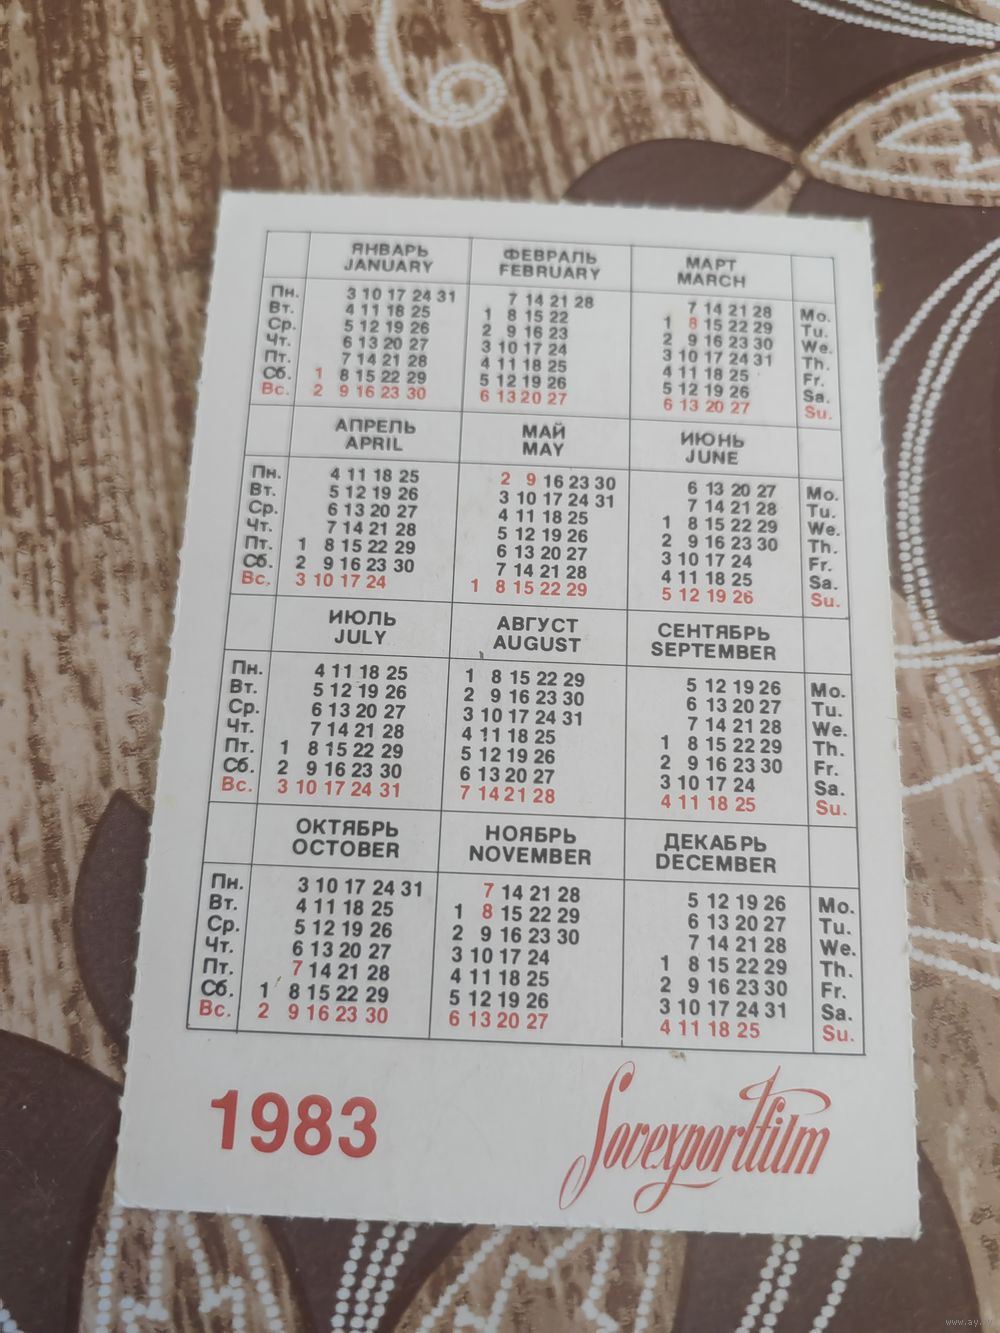 ЯНВАРЬ ФЕВРАЛЬ МАРТ
JANUARY FEBRUARY MARCH
Пн. 3 10 17 24 31 7 14 21 28 7 14 21 28 Mo.
Вт. 4 11 18 25 1 8 15 22 1 8 15 22 29 Tu.
Ср. 5 12 19 26 2 9 16 23 2 9 16 23 30 We.
Чт. 6 13 20 27 3 10 17 24 3 10 17 24 31 Th.
Пт. 7 14 21 28 4 11 18 25 4 11 18 25 Fr.
Сб. 1 8 15 22 29 5 12 19 26 5 12 19 26 Sa.
Вс. 2 9 16 23 30 6 13 20 27 6 13 20 27 Su.
АПРЕЛЬ МАЙ ИЮНЬ
APRIL MAY JUNE
Пн. 4 11 18 25 2 9 16 23 30 6 13 20 27 Mo.
Вт. 5 12 19 26 3 10 17 24 31 7 14 21 28 Tu.
Ср. 6 13 20 27 4 11 18 25 1 8 15 22 29 We.
Чт. 7 14 21 28 5 12 19 26 2 9 16 23 30 Th.
Пт. 1 8 15 22 29 6 13 20 27 3 10 17 24 Fr.
Сб. 2 9 16 23 30 7 14 21 28 4 11 18 25 Sa.
Вс. 3 10 17 24 1 8 15 22 29 5 12 19 26 Su.
ИЮЛЬ АВГУСТ СЕНТЯБРЬ
JULY AUGUST SEPTEMBER
Пн. 4 11 18 25 1 8 15 22 29 5 12 19 26 Mo.
Вт. 5 12 19 26 2 9 16 23 30 6 13 20 27 Tu.
Ср. 6 13 20 27 3 10 17 24 31 7 14 21 28 We.
Чт. 7 14 21 28 4 11 18 25 1 8 15 22 29 Th.
Пт. 1 8 15 22 29 5 12 19 26 2 9 16 23 30 Fr.
Сб. 2 9 16 23 30 6 13 20 27 3 10 17 24 Sa.
Вс. 3 10 17 24 31 7 14 21 28 4 11 18 25 Su.
ОКТЯБРЬ НОЯБРЬ ДЕКАБРЬ
OCTOBER NOVEMBER DECEMBER
Пн. 3 10 17 24 31 7 14 21 28 5 12 19 26 Mo.
Вт. 4 11 18 25 1 8 15 22 29 6 13 20 27 Tu.
Ср. 5 12 19 26 2 9 16 23 30 7 14 21 28 We.
Чт. 6 13 20 27 3 10 17 24 1 8 15 22 29 Th.
Пт. 7 14 21 28 4 11 18 25 2 9 16 23 30 Fr.
Сб. 1 8 15 22 29 5 12 19 26 3 10 17 24 31 Sa.
Вс. 2 9 16 23 30 6 13 20 27 4 11 18 25 Su.
1983 Sovexportfilm